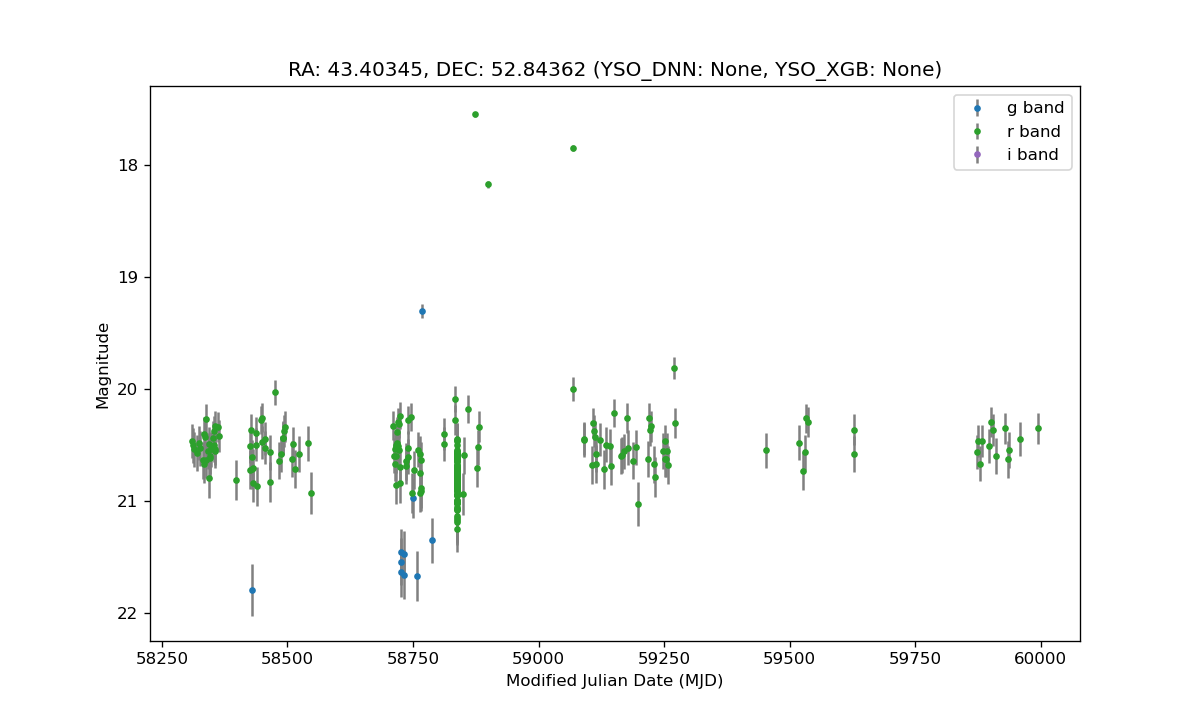 RA: 43.40345, DEC: 52.84362 (YSO_DNN: None, YSO_XGB: None)
g band
r band
i band
18
19
20
21
22
Magnitude
58250 58500 58750 59000 59250 59500 59750 60000
Modified Julian Date (MJD)